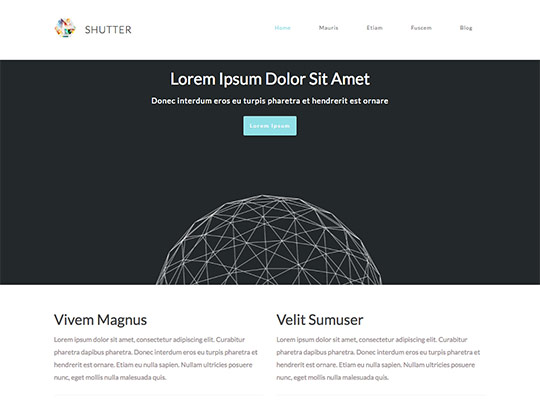 SHUTTER
Home Mauris Etiam Fuscem Blog
Lorem Ipsum Dolor Sit Amet
Donec interdum eros eu turpis pharetra et hendrerit est ornare
Lorem Ipsum
Vivem Magnus
Lorem ipsum dolor sit amet, consectetur adipiscing elit. Curabitur
pharetra dapibus pharetra. Donec interdum eros eu turpis pharetra et
hendrerit est ornare. Etiam eu nulla sapien. Nullam ut posuere
nunc, eget mollis nulla malesuada quis.
Velit Sumuser
Lorem ipsum dolor sit amet, consectetur adipiscing elit. Curabitur
pharetra dapibus pharetra. Donec interdum eros eu turpis pharetra et
hendrerit est ornare. Etiam eu nulla sapien. Nullam ut posuere
nunc, eget mollis nulla malesuada quis.